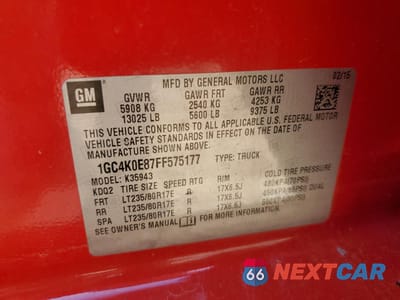 GM
MFD BY GENERAL MOTORS LLC
02/15
GVWR GAWR FRT GAWR RR
5908 KG 2540 KG 4253 KG
13025 LB 5600 LB 9375 LB
THIS VEHICLE CONFORMS TO ALL APPLICABLE U.S. FEDERAL MOTOR
VEHICLE SAFETY STANDARDS IN EFFECT ON THE DATE OF
MANUFACTURE SHOWN ABOVE.
1GC4K0E87FF575177 TYPE: TRUCK
MODEL: K35943
TIRE SIZE SPEED RTG RIM COLD TIRE PRESSURE
FRT LT235/80R17E R 17X6.5J
RR LT235/80R17E R 17X6.5J DUAL
SPA LT235/80R17E 17X6.5J
SEE OWNER'S MANUAL FOR MORE INFORMATION.
66 NEXTCAR